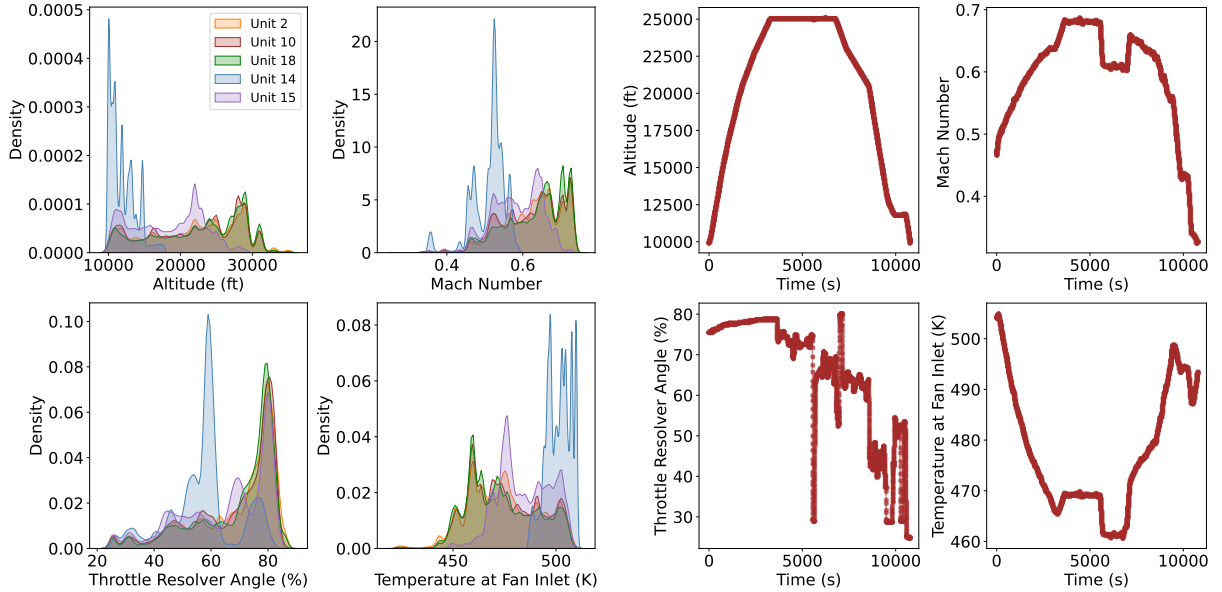 0.0005
0.0004
0.0003
0.0002
0.0001
0.0000
Density
10000 20000 30000
Altitude (ft)
Unit 2
Unit 10
Unit 18
Unit 14
Unit 15
20
15
10
5
0
Density
0.4 0.6
Mach Number
25000
22500
20000
17500
15000
12500
10000
Altitude (ft)
0 5000 10000
Time (s)
0.7
0.6
0.5
0.4
Mach Number
0 5000 10000
Time (s)
0.10
0.08
0.06
0.04
0.02
0.00
Density
20 40 60 80
Throttle Resolver Angle (%)
0.08
0.06
0.04
0.02
0.00
Density
450 500
Temperature at Fan Inlet (K)
80
70
60
50
40
30
Throttle Resolver Angle (%)
0 5000 10000
Time (s)
500
490
480
470
460
Temperature at Fan Inlet (K)
0 5000 10000
Time (s)